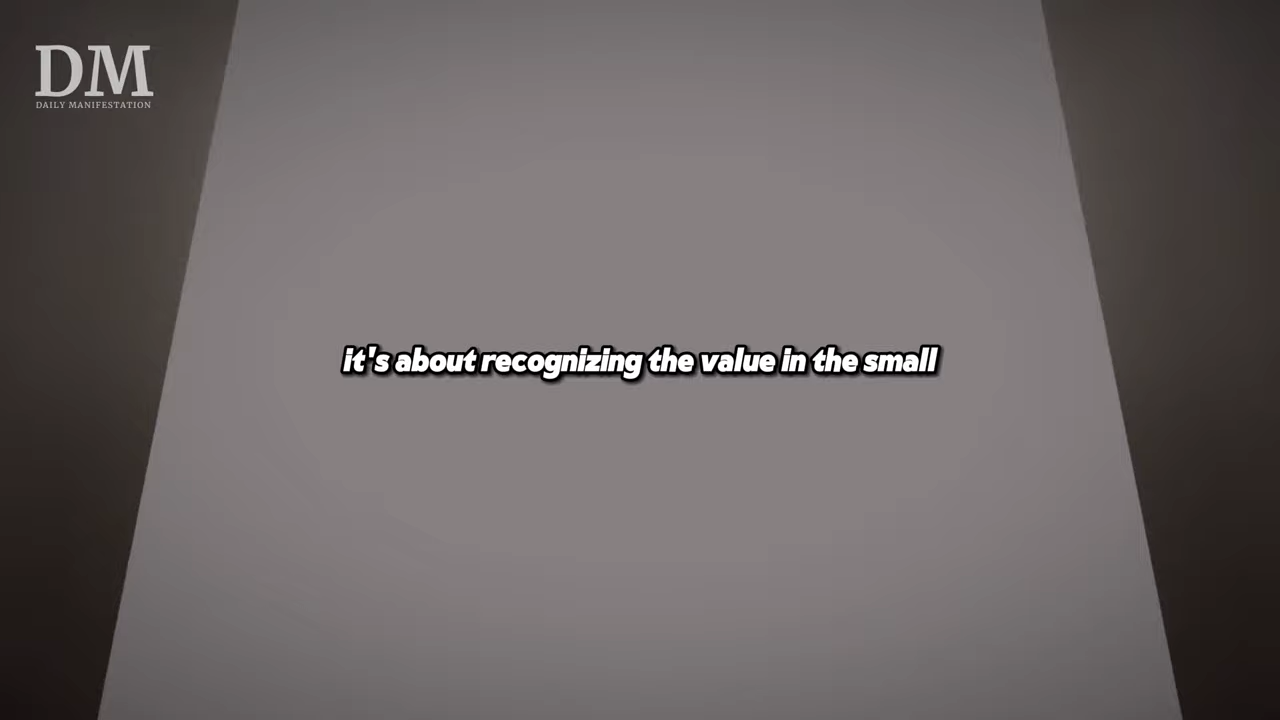 DM
DAILY MANIFESTATION
it's about recognizing the value in the small